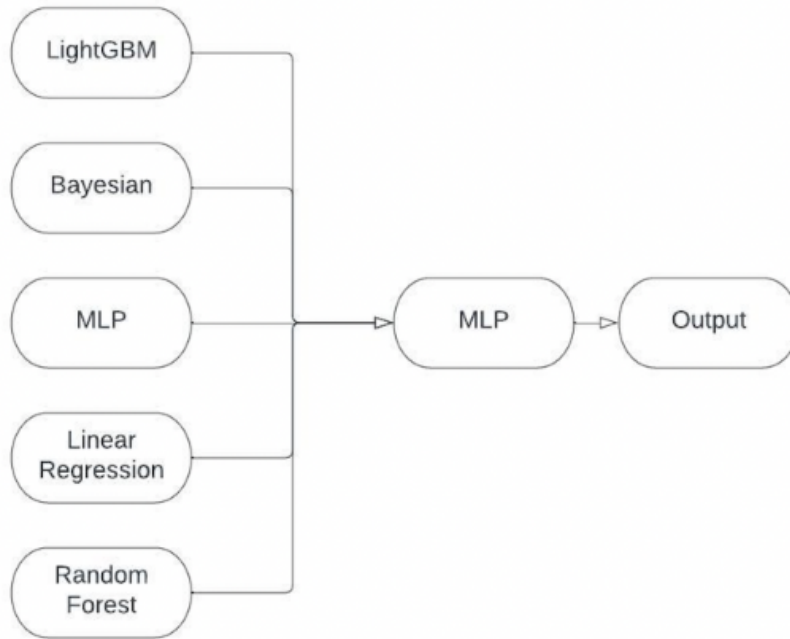 LightGBM
Bayesian
MLP
Linear
Regression
Random
Forest
MLP
Output